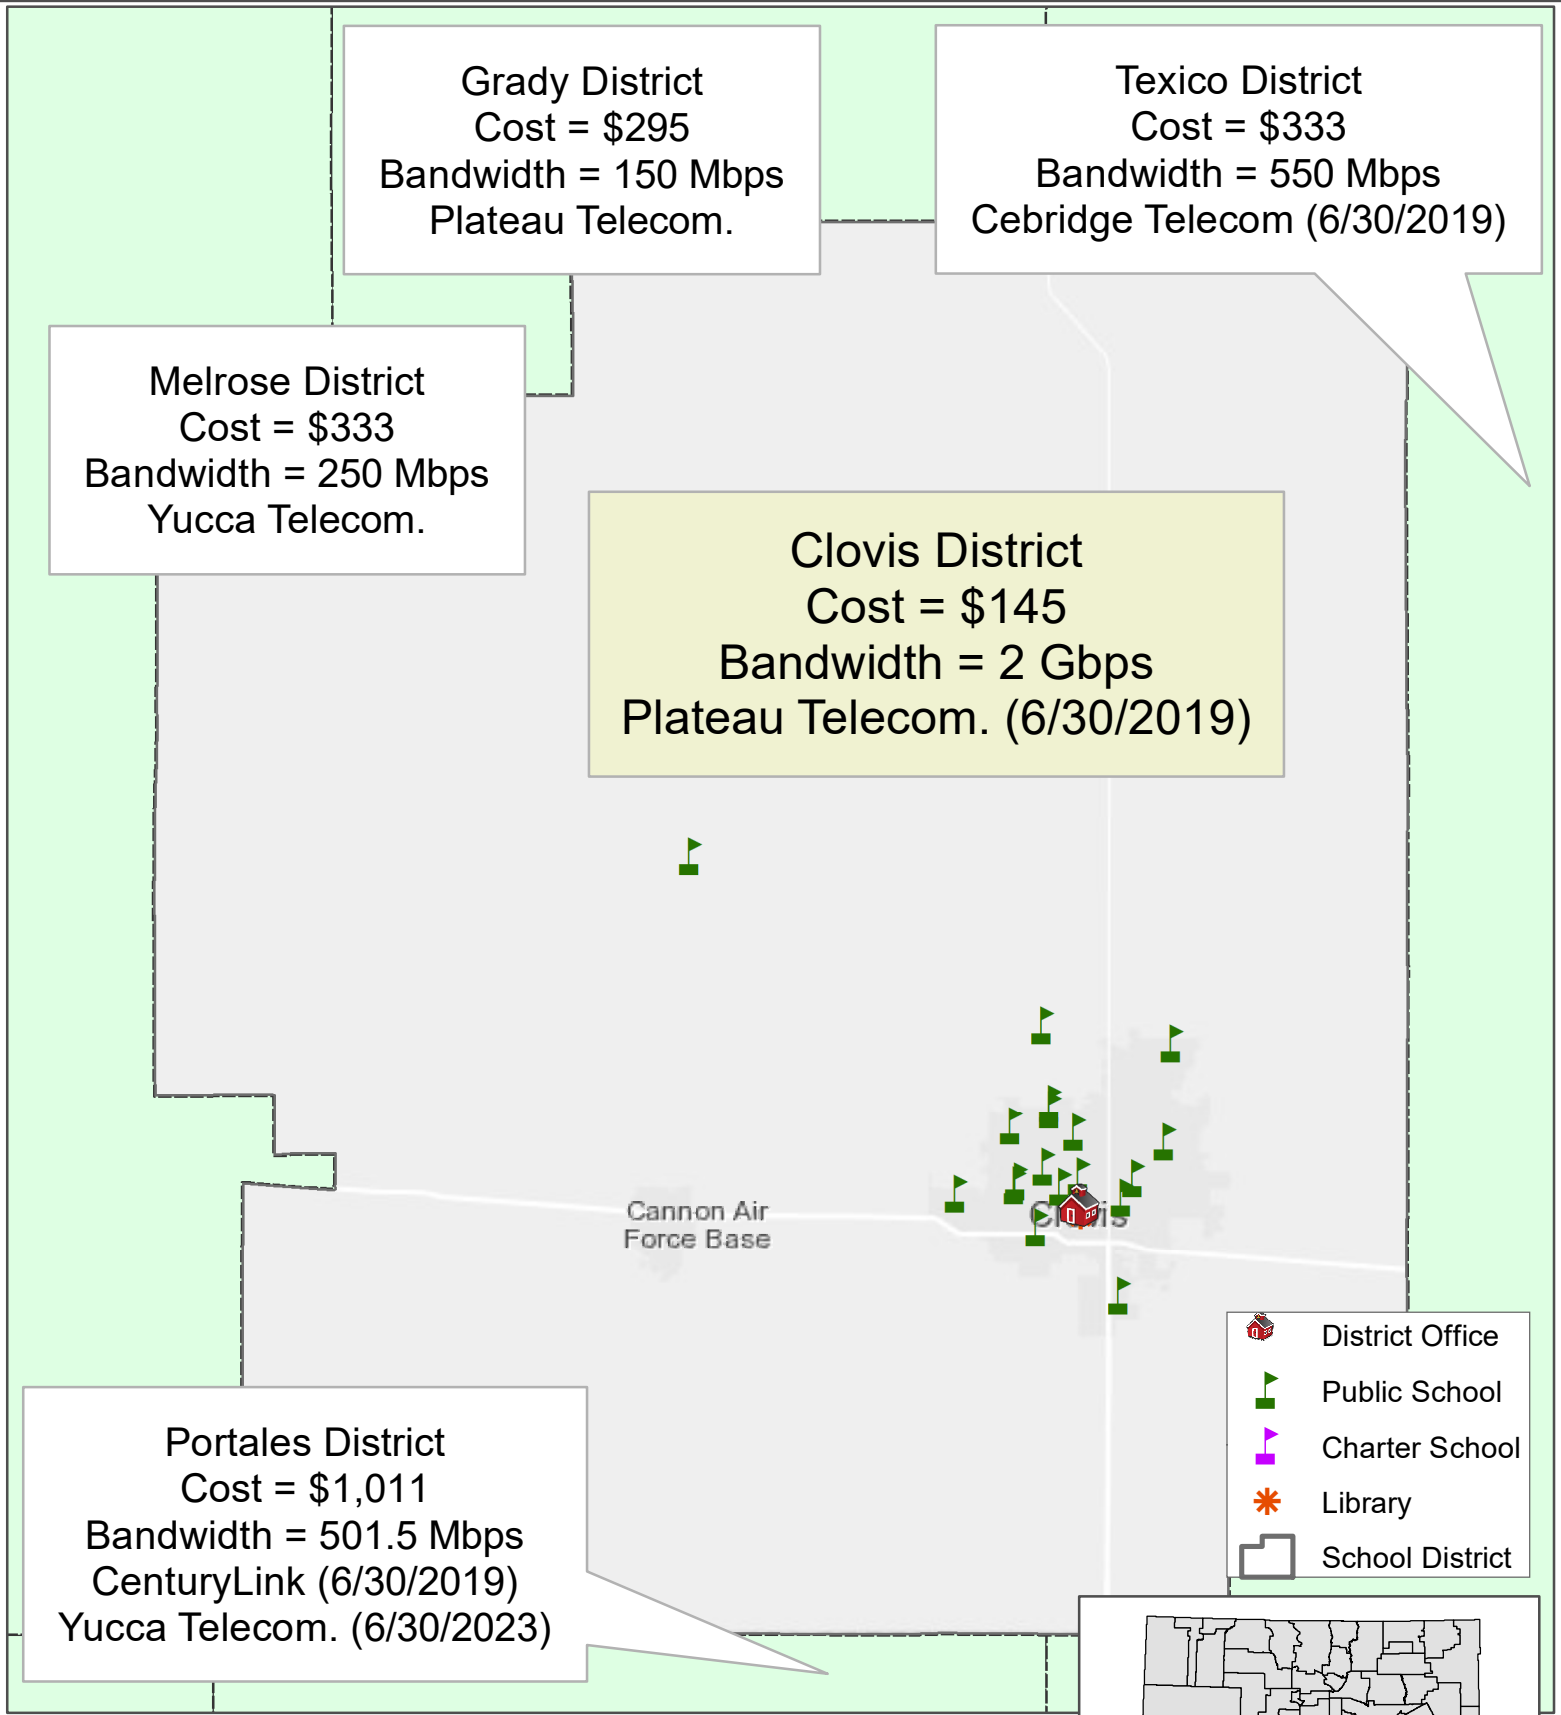 Grady District
Cost = $295
Bandwidth = 150 Mbps
Plateau Telecom.
Texico District
Cost = $333
Bandwidth = 550 Mbps
Cebridge Telecom (6/30/2019)
Melrose District
Cost = $333
Bandwidth = 250 Mbps
Yucca Telecom.
Clovis District
Cost = $145
Bandwidth = 2 Gbps
Plateau Telecom. (6/30/2019)
Cannon Air
Force Base
Clovis
Portales District
Cost = $1,011
Bandwidth = 501.5 Mbps
CenturyLink (6/30/2019)
Yucca Telecom. (6/30/2023)
District Office
Public School
Charter School
Library
School District